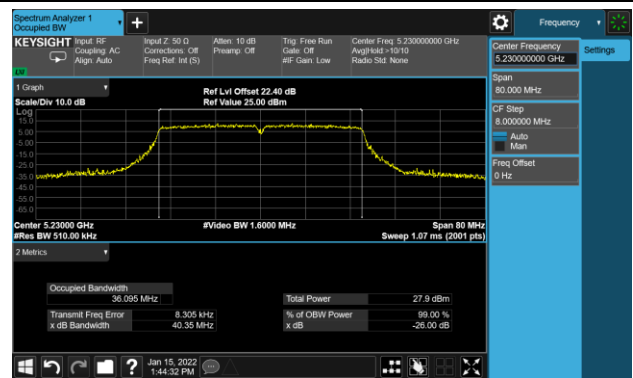 Spectrum Analyzer 1
Occupied BW
Frequency
KEYSIGHT
Input: RF
Coupling: AC
Align: Auto
Input Z: 50 Ω
Corrections: Off
Freq Ref: Int (S)
Atten: 10 dB
Preamp: Off
Trig: Free Run
Gate: Off
#IF Gain: Low
Center Freq: 5.230000000 GHz
Avg|Hold:>10/10
Radio Std: None
Center Frequency
5.230000000 GHz
Settings
Span
80.000 MHz
CF Step
8.000000 MHz
Auto
Man
Freq Offset
0 Hz
1 Graph
Scale/Div 10.0 dB
Ref Lvl Offset 22.40 dB
Ref Value 25.00 dBm
Log
15.0
5.00
-5.00
-15.0
-25.0
-35.0
-45.0
-55.0
-65.0
Center 5.23000 GHz
#Res BW 510.00 kHz
#Video BW 1.6000 MHz
Span 80 MHz
Sweep 1.07 ms (2001 pts)
2 Metrics
Occupied Bandwidth
36.095 MHz
Transmit Freq Error
8.305 kHz
x dB Bandwidth
40.35 MHz
Total Power
27.9 dBm
% of OBW Power
99.00 %
x dB
-26.00 dB
Jan 15, 2022
1:44:32 PM